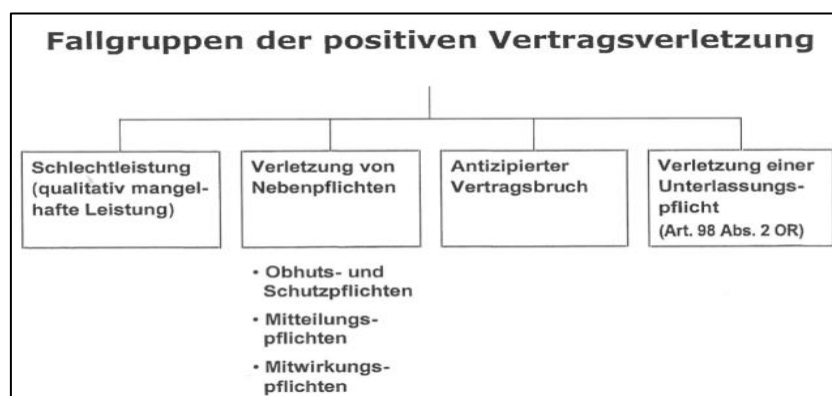 Fallgruppen der positiven Vertragsverletzung
Schlechtleistung
(qualitativ mangel-
hafte Leistung)
Verletzung von
Nebenpflichten
Antizipierter
Vertragsbruch
Verletzung einer
Unterlassungs-
pflicht
(Art. 98 Abs. 2 OR)
• Obhuts- und
Schutzpflichten
• Mitteilungs-
pflichten
• Mitwirkungs-
pflichten